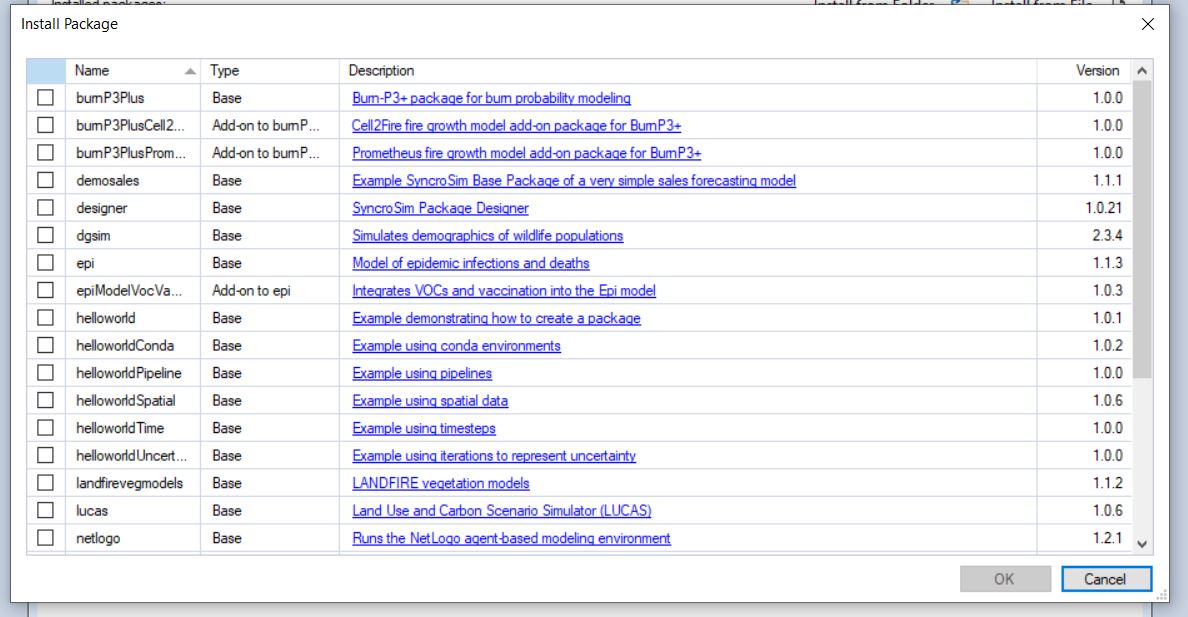 Installed packages:
Install from Folder Install from File
Install Package
Name Type Description Version
burnP3Plus Base Burn-P3+ package for burn probability modeling 1.0.0
burnP3PlusCell2... Add-on to burnP... Cell2Fire fire growth model add-on package for BurnP3+ 1.0.0
burnP3PlusProm... Add-on to burnP... Prometheus fire growth model add-on package for BurnP3+ 1.0.0
demosales Base Example SyncroSim Base Package of a very simple sales forecasting model 1.1.1
designer Base SyncroSim Package Designer 1.0.21
dgsim Base Simulates demographics of wildlife populations 2.3.4
epi Base Model of epidemic infections and deaths 1.1.3
epiModelVocVa... Add-on to epi Integrates VOCs and vaccination into the Epi model 1.0.3
helloworld Base Example demonstrating how to create a package 1.0.1
helloworldConda Base Example using conda environments 1.0.2
helloworldPipeline Base Example using pipelines 1.0.0
helloworldSpatial Base Example using spatial data 1.0.6
helloworldTime Base Example using timesteps 1.0.0
helloworldUncert... Base Example using iterations to represent uncertainty 1.0.0
landfirevegmodels Base LANDFIRE vegetation models 1.1.2
lucas Base Land Use and Carbon Scenario Simulator (LUCAS) 1.0.6
netlogo Base Runs the NetLogo agent-based modeling environment 1.2.1
OK Cancel